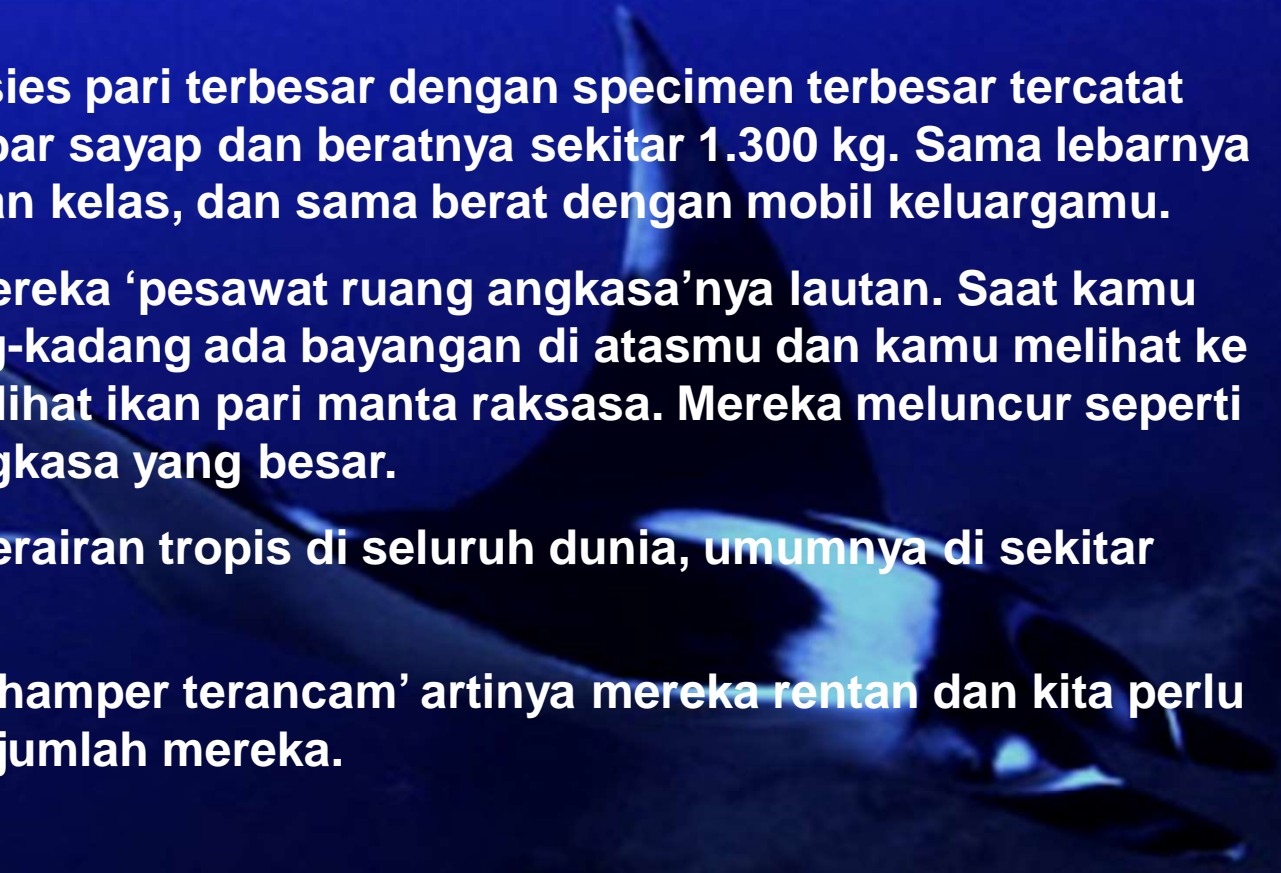 sies pari terbesar dengan specimen terbesar tercatat
bar sayap dan beratnya sekitar 1.300 kg. Sama lebarnya
an kelas, dan sama berat dengan mobil keluargamu.
ereka ‘pesawat ruang angkasa’nya lautan. Saat kamu
g-kadang ada bayangan di atasmu dan kamu melihat ke
lihat ikan pari manta raksasa. Mereka meluncur seperti
gkasa yang besar.
erairan tropis di seluruh dunia, umumnya di sekitar
hamper terancam’ artinya mereka rentan dan kita perlu
jumlah mereka.